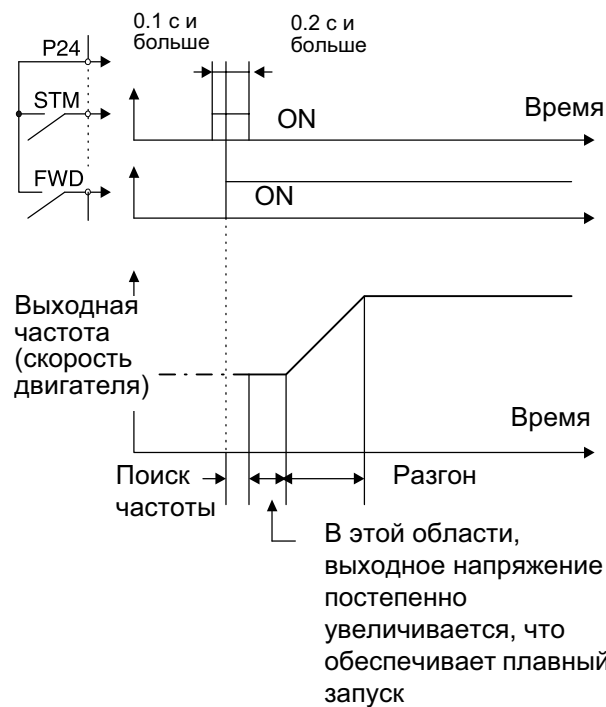 0.1 с и
больше
0.2 с и
больше
P24
STM
ON
Время
FWD
ON
Выходная
частота
(скорость
двигателя)
Время
Поиск
частоты
Разгон
В этой области,
выходное напряжение
постепенно
увеличивается, что
обеспечивает плавный
запуск